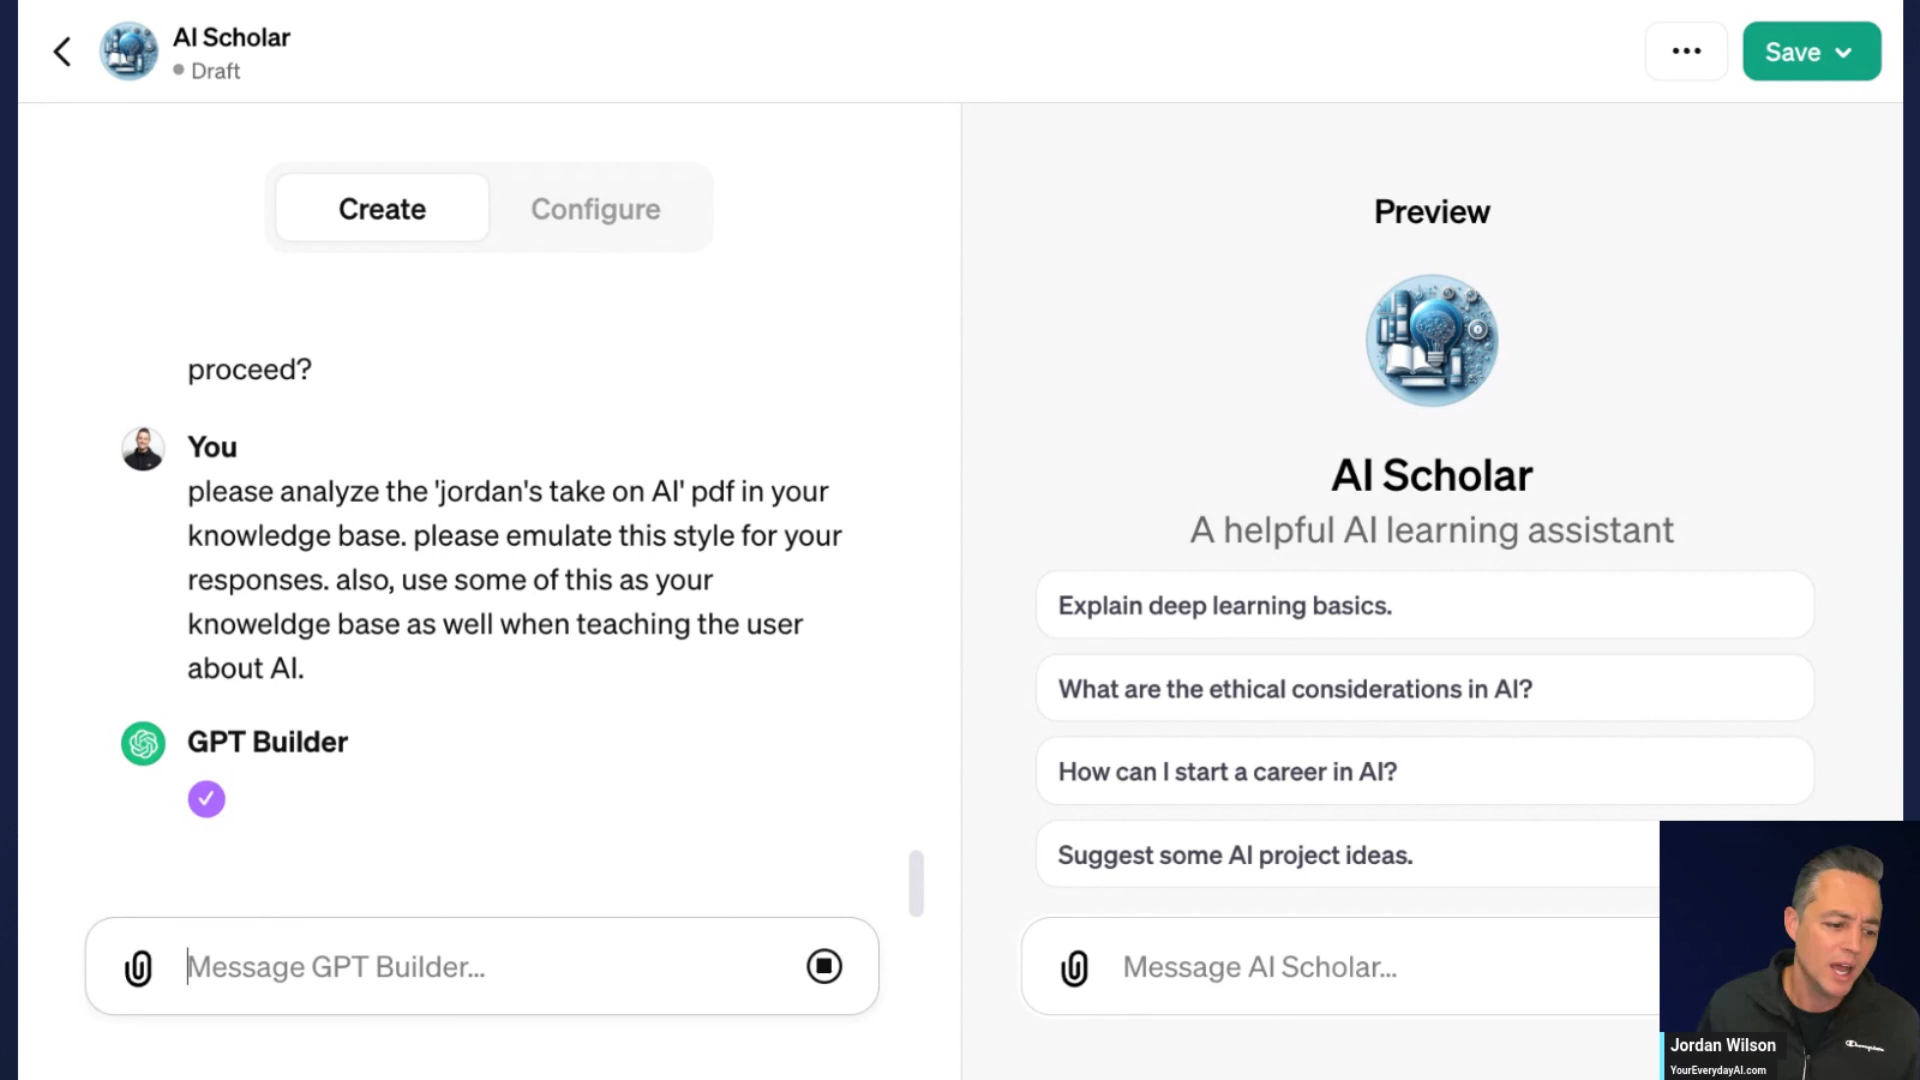 AI Scholar
Draft
Save
Create
Configure
proceed?
You
please analyze the 'jordan's take on AI' pdf in your
knowledge base. please emulate this style for your
responses. also, use some of this as your
knoweldge base as well when teaching the user
about AI.
GPT Builder
Message GPT Builder...
Preview
AI Scholar
A helpful AI learning assistant
Explain deep learning basics.
What are the ethical considerations in AI?
How can I start a career in AI?
Suggest some AI project ideas.
Message AI Scholar...
Champion
Jordan Wilson
YourEverydayAI.com